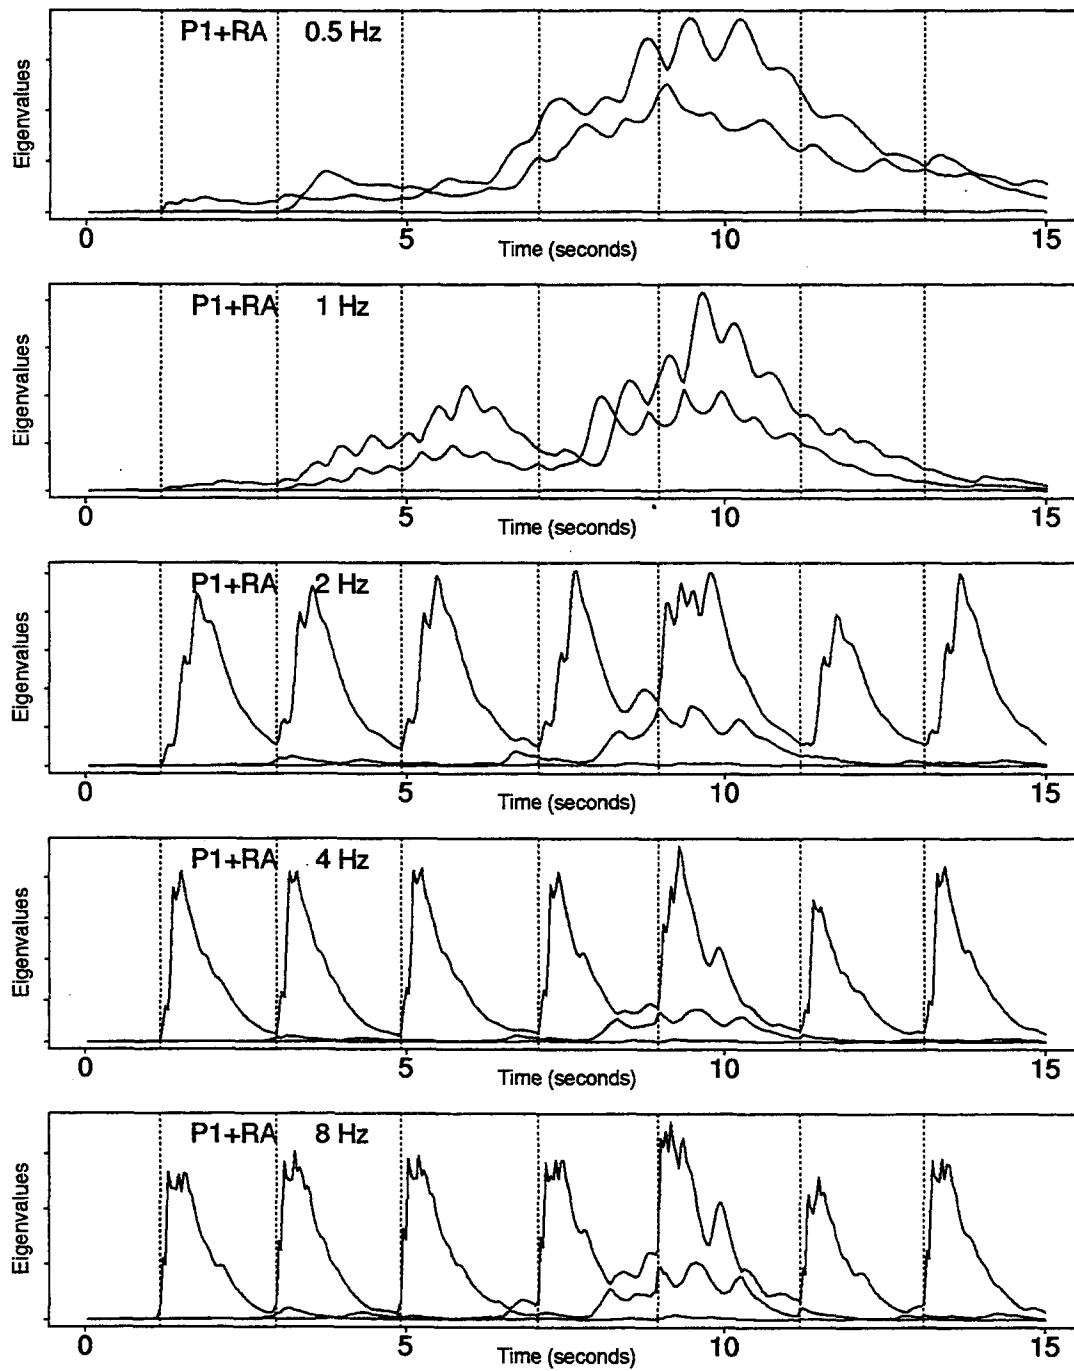 P1+RA 0.5 Hz
Eigenvalues
0 5 10 15
Time (seconds)
P1+RA 1 Hz
Eigenvalues
0 5 10 15
Time (seconds)
P1+RA 2 Hz
Eigenvalues
0 5 10 15
Time (seconds)
P1+RA 4 Hz
Eigenvalues
0 5 10 15
Time (seconds)
P1+RA 8 Hz
Eigenvalues
0 5 10 15
Time (seconds)